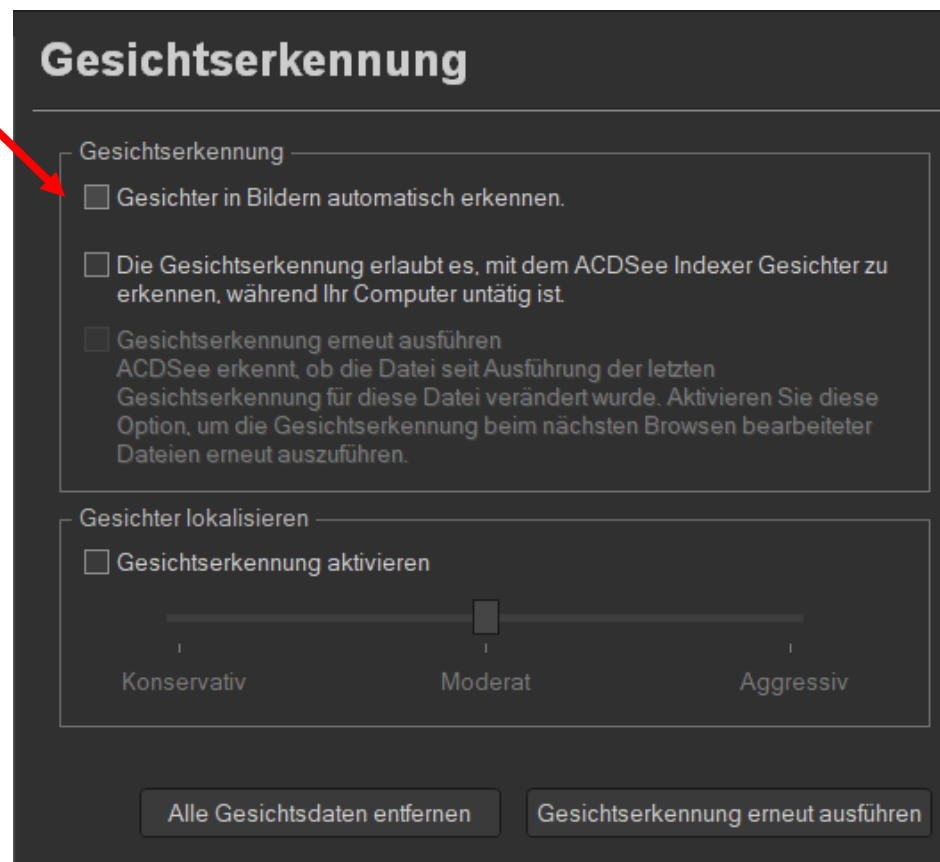 Gesichtserkennung
Gesichtserkennung
Gesichter in Bildern automatisch erkennen.
Die Gesichtserkennung erlaubt es, mit dem ACDSee Indexer Gesichter zu
erkennen, während Ihr Computer untätig ist.
Gesichtserkennung erneut ausführen
ACDSee erkennt, ob die Datei seit Ausführung der letzten
Gesichtserkennung für diese Datei verändert wurde. Aktivieren Sie diese
Option, um die Gesichtserkennung beim nächsten Browsen bearbeiteter
Dateien erneut auszuführen.
Gesichter lokalisieren
Gesichtserkennung aktivieren
Konservativ Moderat Aggressiv
Alle Gesichtsdaten entfernen Gesichtserkennung erneut ausführen